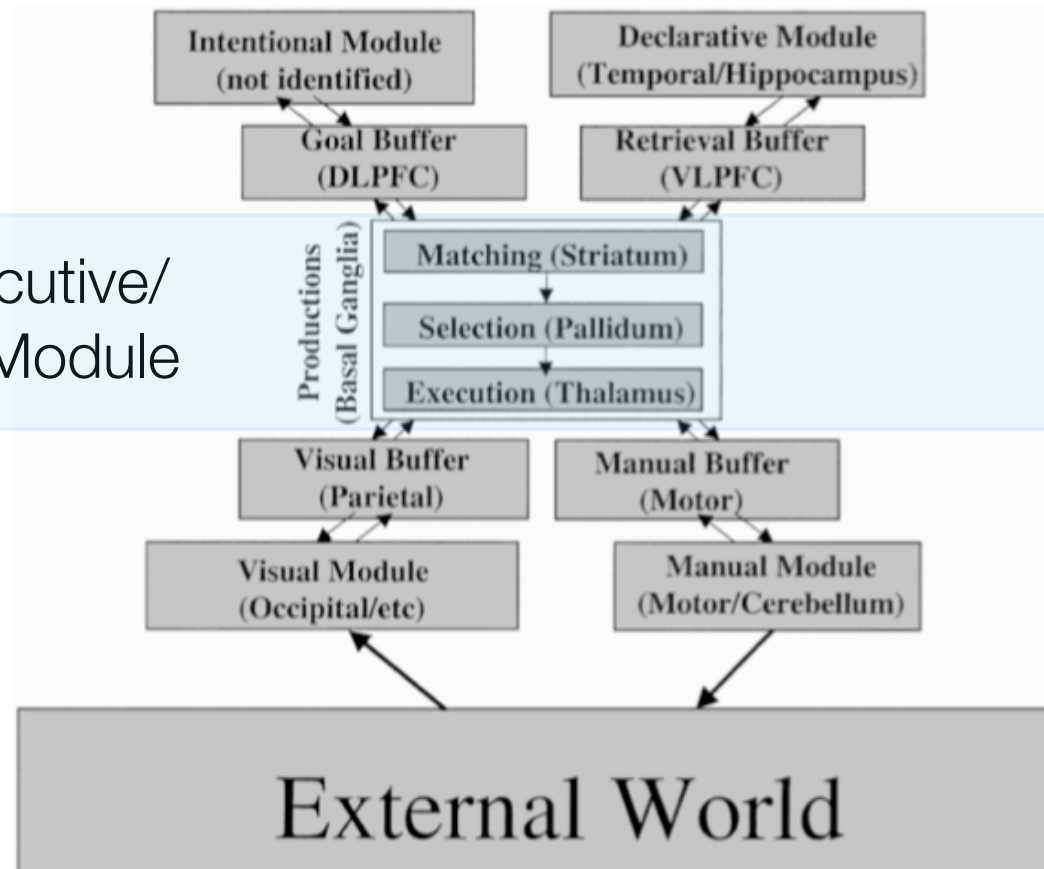 Intentional Module
(not identified)
Declarative Module
(Temporal/Hippocampus)
Goal Buffer
(DLPFC)
Retrieval Buffer
(VLPFC)
cutive/
Module
Productions
(Basal Ganglia)
Matching (Striatum)
Selection (Pallidum)
Execution (Thalamus)
Visual Buffer
(Parietal)
Manual Buffer
(Motor)
Visual Module
(Occipital/etc)
Manual Module
(Motor/Cerebellum)
External World